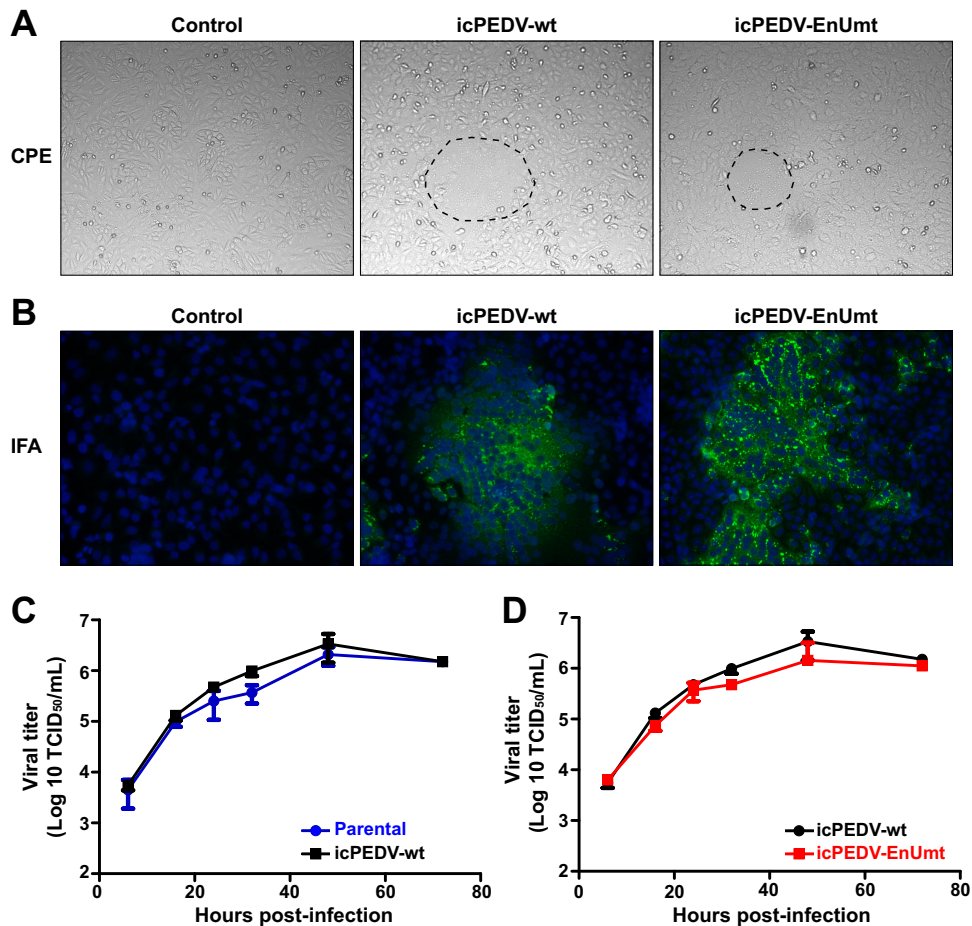 A
Control
icPEDV-wt
icPEDV-EnUmt
CPE
B
Control
icPEDV-wt
icPEDV-EnUmt
IFA
C
Viral titer
(Log 10 TCID₅₀/mL)
7
6
5
4
3
2
Parental
icPEDV-wt
0
20
40
60
80
Hours post-infection
D
Viral titer
(Log 10 TCID₅₀/mL)
7
6
5
4
3
2
icPEDV-wt
icPEDV-EnUmt
0
20
40
60
80
Hours post-infection